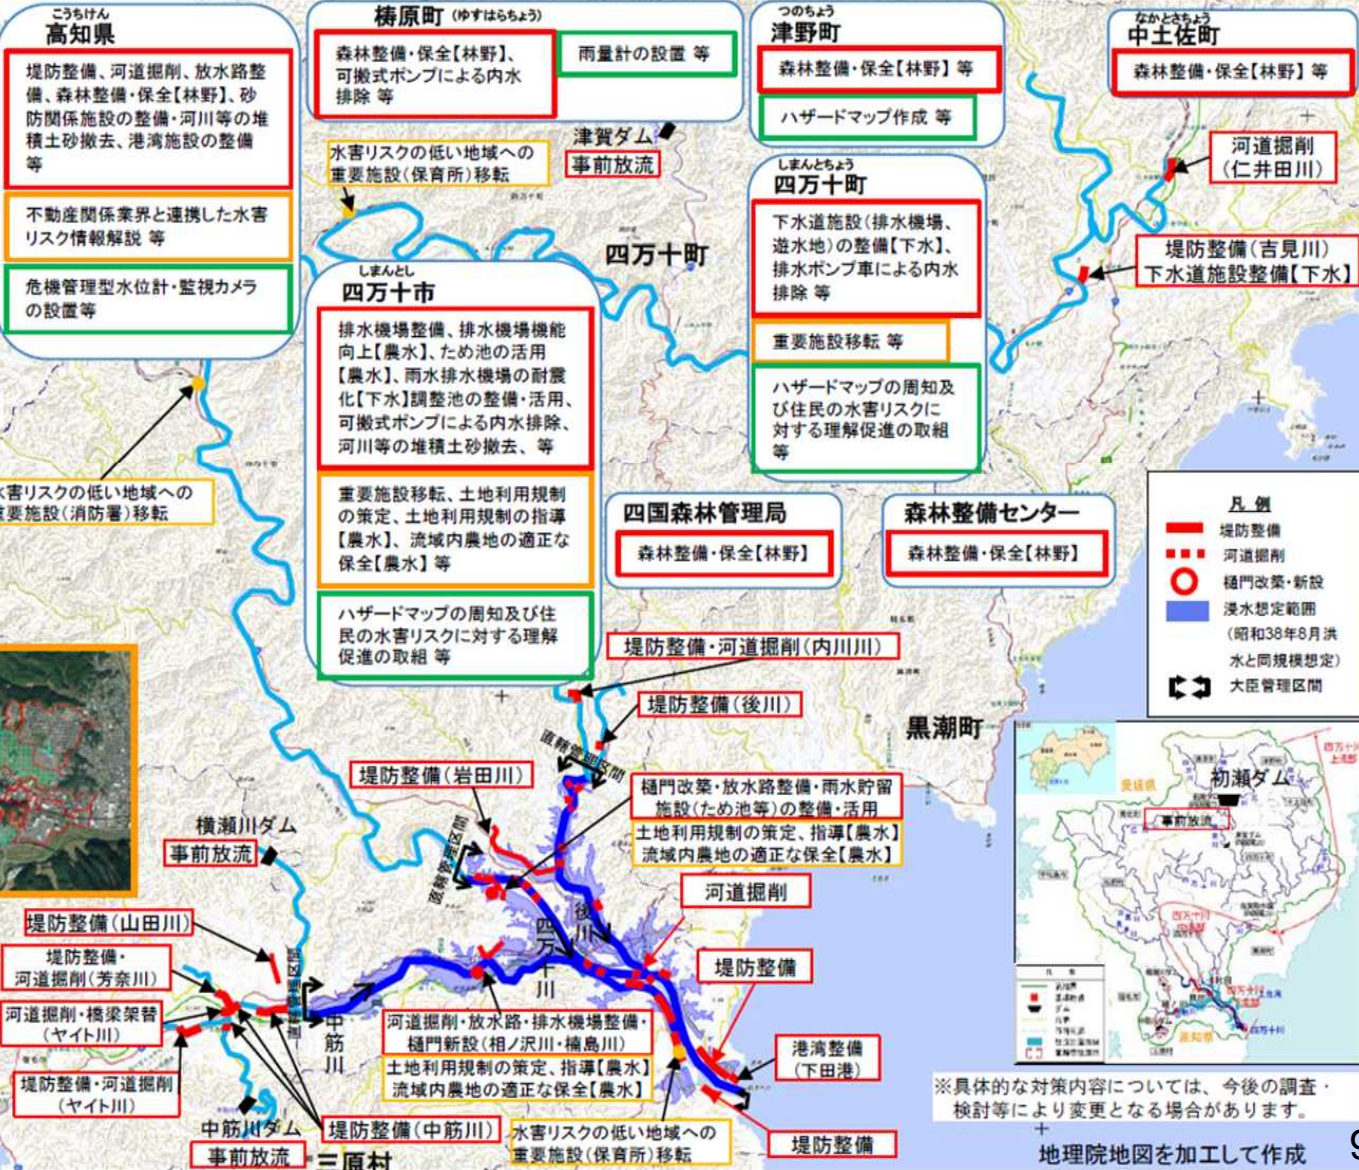 こうちけん
高知県
堤防整備、河道掘削、放水路整
備、森林整備・保全【林野】、砂
防関係施設の整備・河川等の堆
積土砂撤去、港湾施設の整備
等
不動産関係業界と連携した水害
リスク情報解説 等
危機管理型水位計・監視カメラ
の設置等
梼原町(ゆすはらちょう)
森林整備・保全【林野】、
可搬式ポンプによる内水
排除 等
雨量計の設置 等
つのちょう
津野町
森林整備・保全【林野】 等
ハザードマップ作成 等
なかとさちょう
中土佐町
森林整備・保全【林野】 等
津賀ダム
事前放流
水害リスクの低い地域への
重要施設(保育所)移転
四万十町
しまんとちょう
四万十町
下水道施設(排水機場、
遊水地)の整備【下水】、
排水ポンプ車による内水
排除 等
重要施設移転 等
ハザードマップの周知及
び住民の水害リスクに
対する理解促進の取組
等
河道掘削
(仁井田川)
堤防整備(吉見川)
下水道施設整備【下水】
しまんとし
四万十市
排水機場整備、排水機場機能
向上【農水】、ため池の活用
【農水】、雨水排水機場の耐震
化【下水】調整池の整備・活用、
可搬式ポンプによる内水排除、
河川等の堆積土砂撤去、等
重要施設移転、土地利用規制
の策定、土地利用規制の指導
【農水】、流域内農地の適正な
保全【農水】 等
ハザードマップの周知及び住
民の水害リスクに対する理解
促進の取組 等
害リスクの低い地域への
要施設(消防署)移転
四国森林管理局
森林整備・保全【林野】
森林整備センター
森林整備・保全【林野】
凡 例
堤防整備
河道掘削
樋門改築・新設
浸水想定範囲
(昭和38年8月洪
水と同規模想定)
大臣管理区間
堤防整備・河道掘削(内川川)
堤防整備(後川)
黒潮町
直轄管理区間
堤防整備(岩田川)
樋門改築・放水路整備・雨水貯留
施設(ため池等)の整備・活用
土地利用規制の策定、指導【農水】
流域内農地の適正な保全【農水】
直轄管理区間
横瀬川ダム
事前放流
河道掘削
後川
四万十川
堤防整備
堤防整備(山田川)
堤防整備・
河道掘削(芳奈川)
河道掘削・橋梁架替
(ヤイト川)
堤防整備・河道掘削
(ヤイト川)
直轄管理区間
中筋川
河道掘削・放水路・排水機場整備・
樋門新設(相ノ沢川・楠島川)
土地利用規制の策定、指導【農水】
流域内農地の適正な保全【農水】
港湾整備
(下田港)
中筋川ダム
事前放流
堤防整備(中筋川)
三原村
水害リスクの低い地域への
重要施設(保育所)移転
堤防整備
愛媛県
初瀬ダム
事前放流
高知県
四万十川
※具体的な対策内容については、今後の調査・
検討等により変更となる場合があります。
地理院地図を加工して作成